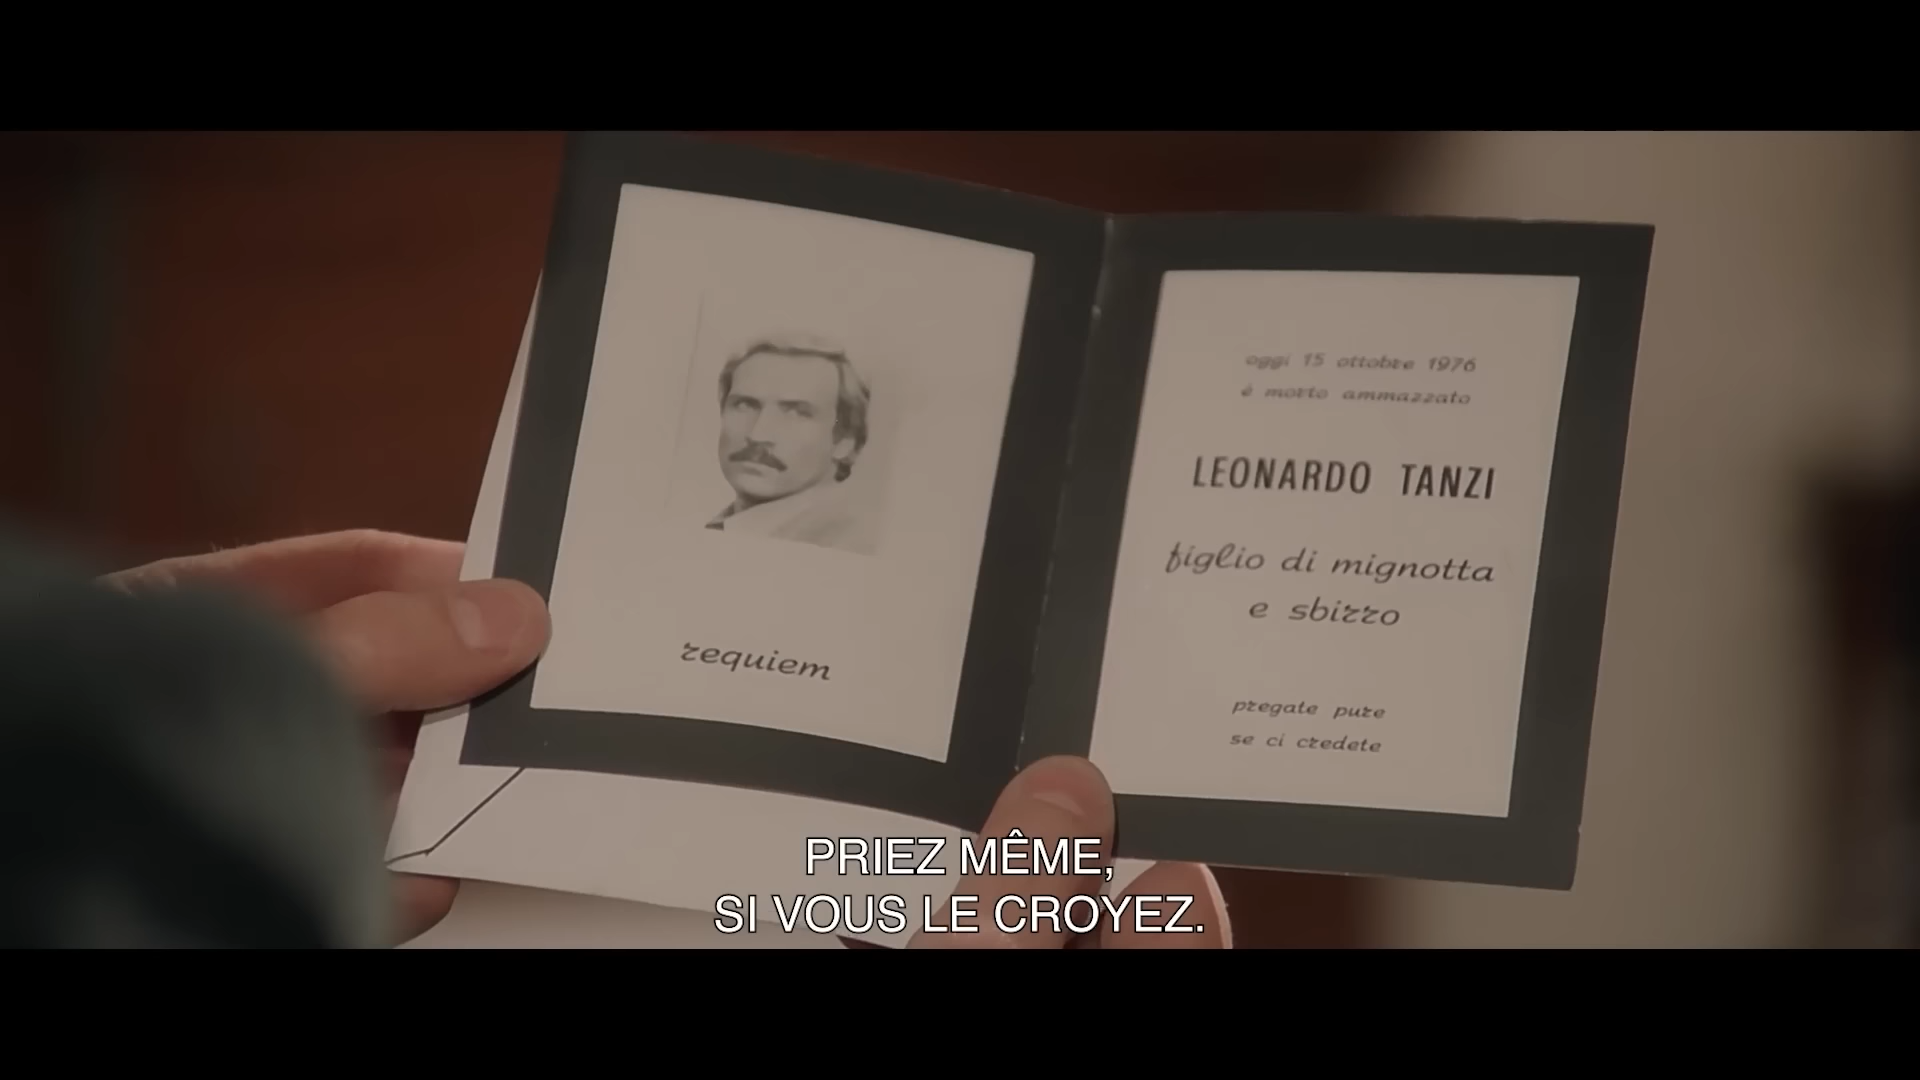 requiem
oggi 15 ottobre 1976
è morto ammazzato
LEONARDO TANZI
figlio di mignotta
e sbirro
pregate pure
se ci credete
PRIEZ MÊME,
SI VOUS LE CROYEZ.